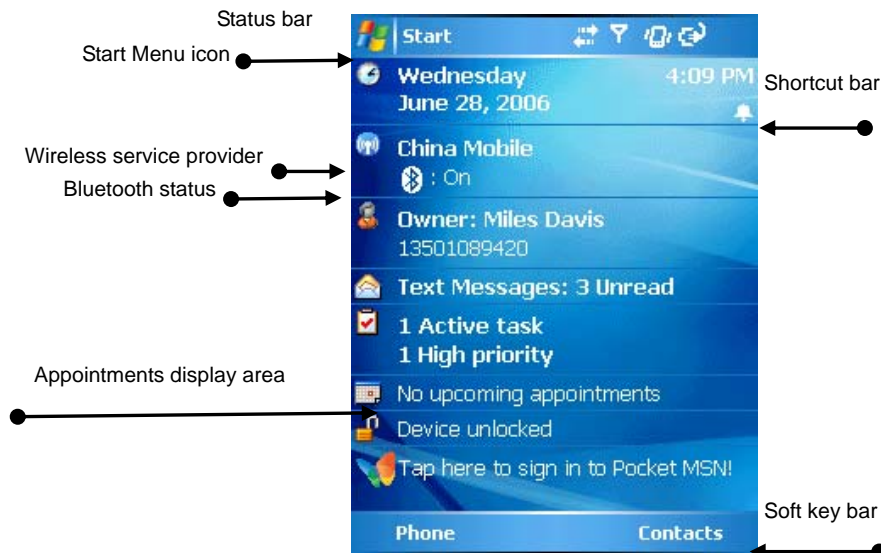 Status bar
Start Menu icon
Start
Wednesday 4:09 PM
June 28, 2006
Shortcut bar
Wireless service provider
China Mobile
Bluetooth status
: On
Owner: Miles Davis
13501089420
Text Messages: 3 Unread
1 Active task
1 High priority
Appointments display area
No upcoming appointments
Device unlocked
Tap here to sign in to Pocket MSN!
Soft key bar
Phone Contacts